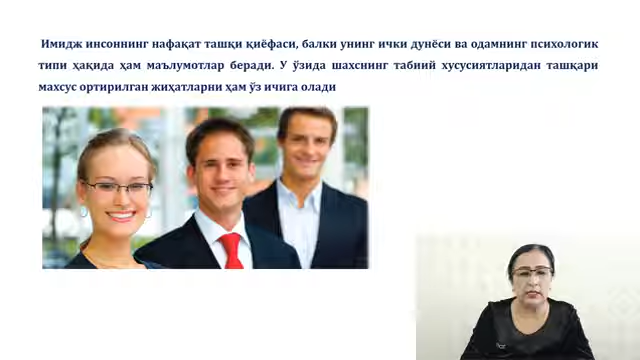 Имидж инсоннинг нафақат ташқи қиёфаси, балки унинг ички дунёси ва одамнинг психологик
типи ҳақида ҳам маълумотлар беради. У ўзида шахснинг табиий хусусиятларидан ташқари
махсус ортирилган жиҳатларни ҳам ўз ичига олади